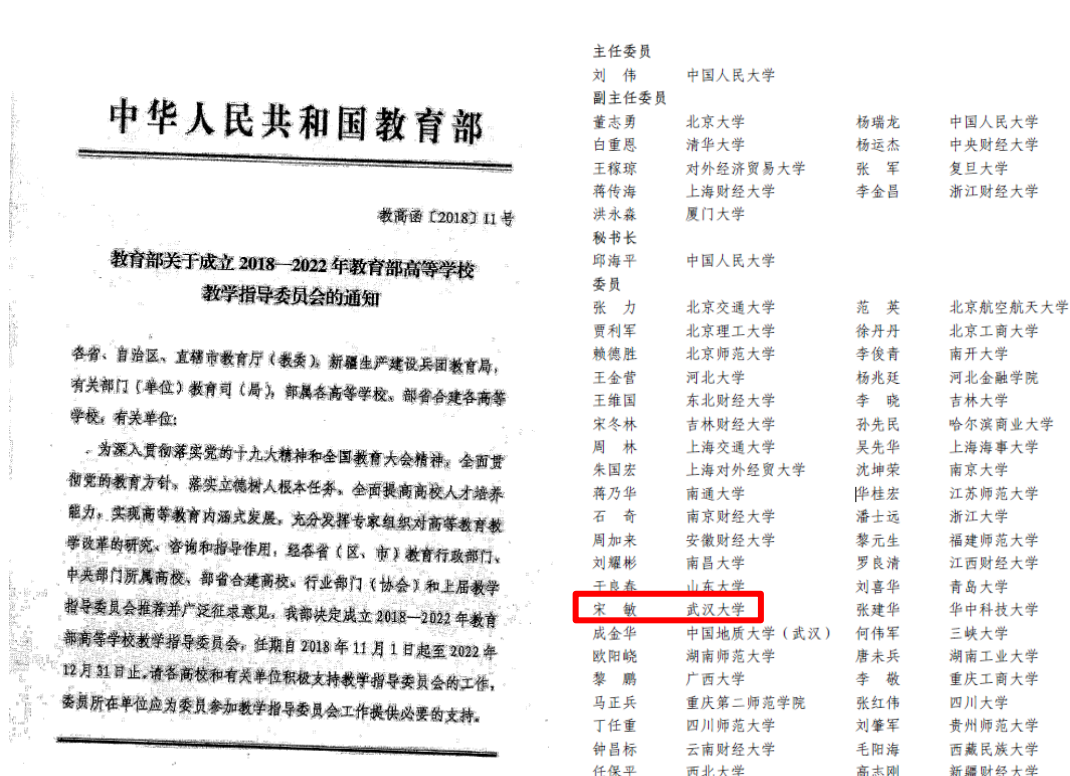 中华人民共和国教育部
教高函〔2018〕11号
教育部关于成立2018—2022年教育部高等学校
教学指导委员会的通知
各省、自治区、直辖市教育厅（教委），新疆生产建设兵团教育局，
有关部门（单位）教育司（局），部属各高等学校、部省合建各高等
学校，有关单位：
为深入贯彻落实党的十九大精神和全国教育大会精神，全面贯
彻党的教育方针，落实立德树人根本任务，全面提高高校人才培养
能力，实现高等教育内涵式发展，充分发挥专家组织对高等教育教
学改革的研究、咨询和指导作用，经各省（区、市）教育行政部门、
中央部门所属高校、部省合建高校、行业部门（协会）和上届教学
指导委员会推荐并广泛征求意见，我部决定成立2018—2022年教育
部高等学校教学指导委员会，任期自2018年11月1日起至2022年
12月31日止。请各高校和有关单位积极支持教学指导委员会的工作，
委员所在单位应为委员参加教学指导委员会工作提供必要的支持。
主任委员
刘 伟 中国人民大学
副主任委员
董志勇 北京大学 杨瑞龙 中国人民大学
白重恩 清华大学 杨运杰 中央财经大学
王稼琼 对外经济贸易大学 张 军 复旦大学
蒋传海 上海财经大学 李金昌 浙江财经大学
洪永淼 厦门大学
秘书长
邱海平 中国人民大学
委员
张 力 北京交通大学 范 英 北京航空航天大学
贾利军 北京理工大学 徐丹丹 北京工商大学
赖德胜 北京师范大学 李俊青 南开大学
王金营 河北大学 杨兆廷 河北金融学院
王维国 东北财经大学 李 晓 吉林大学
宋冬林 吉林财经大学 孙先民 哈尔滨商业大学
周 林 上海交通大学 吴先华 上海海事大学
朱国宏 上海对外经贸大学 沈坤荣 南京大学
蒋乃华 南通大学 华桂宏 江苏师范大学
石 奇 南京财经大学 潘士远 浙江大学
周加来 安徽财经大学 黎元生 福建师范大学
刘耀彬 南昌大学 罗良清 江西财经大学
于良春 山东大学 刘喜华 青岛大学
宋 敏 武汉大学 张建华 华中科技大学
成金华 中国地质大学（武汉） 何伟军 三峡大学
欧阳峣 湖南师范大学 唐未兵 湖南工业大学
黎 鹏 广西大学 李 敬 重庆工商大学
马正兵 重庆第二师范学院 张红伟 四川大学
丁任重 四川师范大学 刘肇军 贵州师范大学
钟昌标 云南财经大学 毛阳海 西藏民族大学
任保平 西北大学 高志刚 新疆财经大学